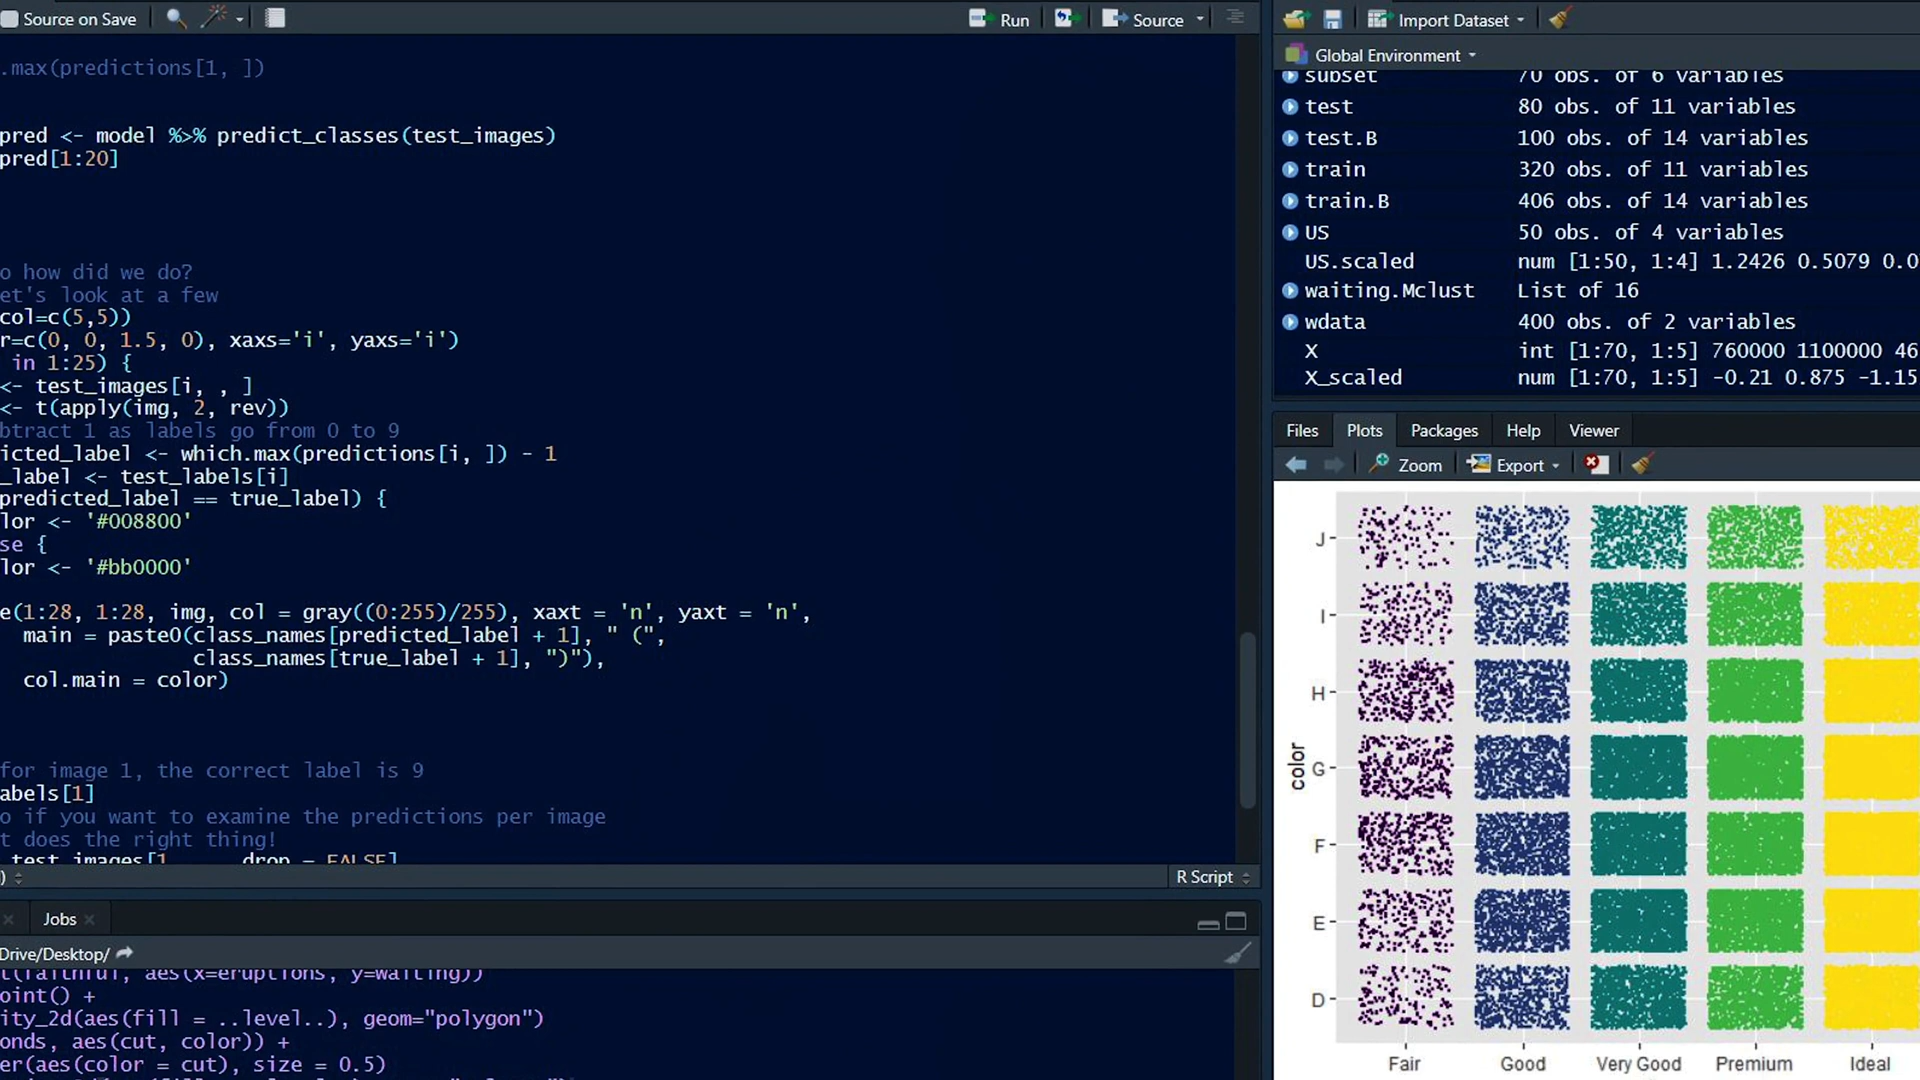 Source on Save
Run
Source
.max(predictions[1, ])
pred <- model %>% predict_classes(test_images)
pred[1:20]
o how did we do?
et's look at a few
col=c(5,5))
r=c(0, 0, 1.5, 0), xaxs='i', yaxs='i')
in 1:25) {
<- test_images[i, , ]
<- t(apply(img, 2, rev))
btract 1 as labels go from 0 to 9
icted_label <- which.max(predictions[i, ]) - 1
_label <- test_labels[i]
predicted_label == true_label) {
lor <- '#008800'
se {
lor <- '#bb0000'
e(1:28, 1:28, img, col = gray((0:255)/255), xaxt = 'n', yaxt = 'n',
main = paste0(class_names[predicted_label + 1], " (",
class_names[true_label + 1], ")"),
col.main = color)
for image 1, the correct label is 9
abels[1]
o if you want to examine the predictions per image
t does the right thing!
test_images[1, , , drop = FALSE]
)
R Script
Jobs
Drive/Desktop/
t(faithful, aes(x=eruptions, y=waiting))
oint() +
ity_2d(aes(fill = ..level..), geom="polygon")
onds, aes(cut, color)) +
er(aes(color = cut), size = 0.5)
Import Dataset
Global Environment
subset 70 obs. of 6 variables
test 80 obs. of 11 variables
test.B 100 obs. of 14 variables
train 320 obs. of 11 variables
train.B 406 obs. of 14 variables
US 50 obs. of 4 variables
US.scaled num [1:50, 1:4] 1.2426 0.5079 0.0
waiting.Mclust List of 16
wdata 400 obs. of 2 variables
X int [1:70, 1:5] 760000 1100000 46
X_scaled num [1:70, 1:5] -0.21 0.875 -1.15
Files Plots Packages Help Viewer
Zoom Export
J
I
H
G
F
E
D
color
Fair Good Very Good Premium Ideal